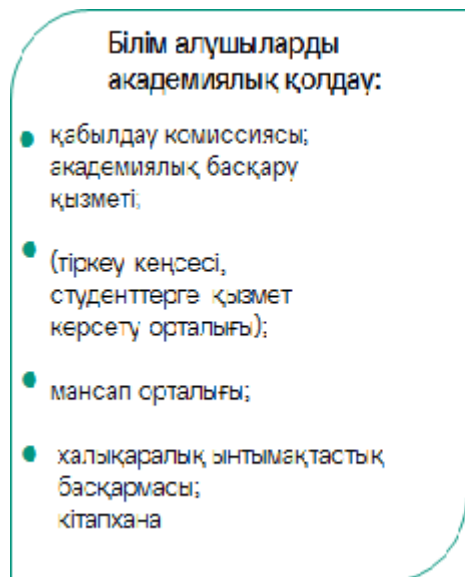 Білім алушыларды
академиялық қолдау:
қабылдау комиссиясы;
академиялық басқару
қызметі;
(тіркеу кеңсесі,
студенттерге қызмет
көрсету орталығы);
мансап орталығы;
халықаралық ынтымақтастық
басқармасы;
кітапхана